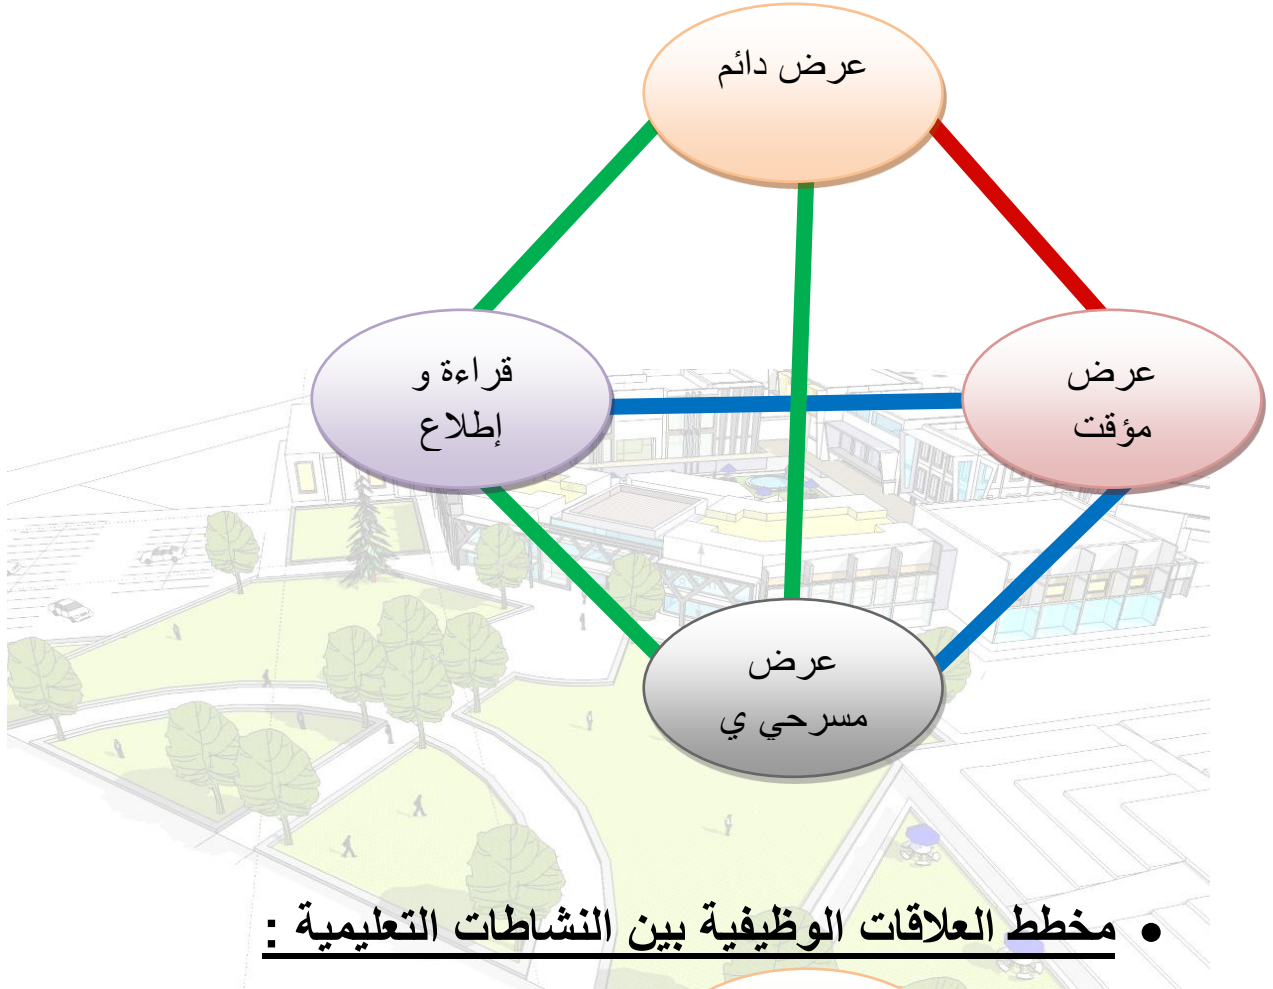 عرض دائم
قراءة و
إطلاع
عرض
مؤقت
عرض
مسرحي ي
• مخطط العلاقات الوظيفية بين النشاطات التعليمية :